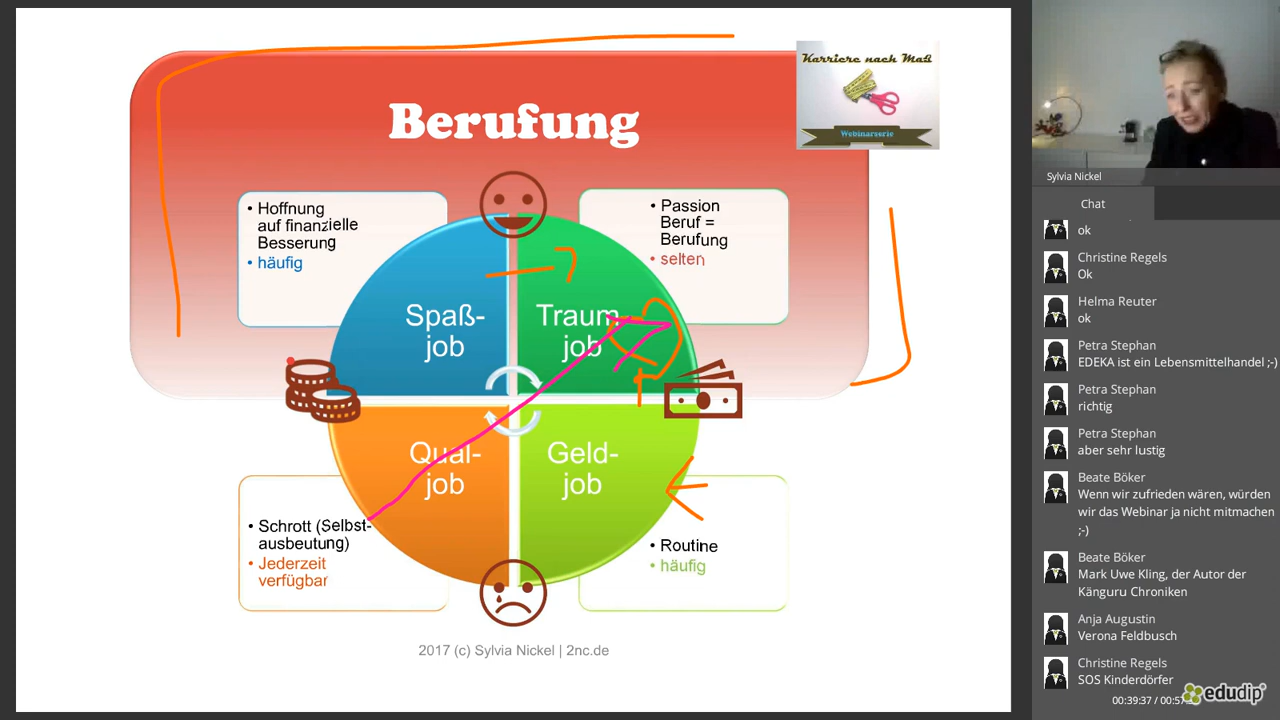 Berufung
Karriere nach Maß
Webinarserie
• Hoffnung
auf finanzielle
Besserung
• häufig
• Passion
Beruf =
Berufung
• selten
Spaß-
job
Traum
job
Qual-
job
Geld-
job
• Schrott (Selbst-
ausbeutung)
• Jederzeit
verfügbar
• Routine
• häufig
2017 (c) Sylvia Nickel | 2nc.de
Sylvia Nickel
Chat
ok
Christine Regels
Ok
Helma Reuter
ok
Petra Stephan
EDEKA ist ein Lebensmittelhandel ;-)
Petra Stephan
richtig
Petra Stephan
aber sehr lustig
Beate Böker
Wenn wir zufrieden wären, würden
wir das Webinar ja nicht mitmachen
;-)
Beate Böker
Mark Uwe Kling, der Autor der
Känguru Chroniken
Anja Augustin
Verona Feldbusch
Christine Regels
SOS Kinderdörfer
00:39:37 /
edudip